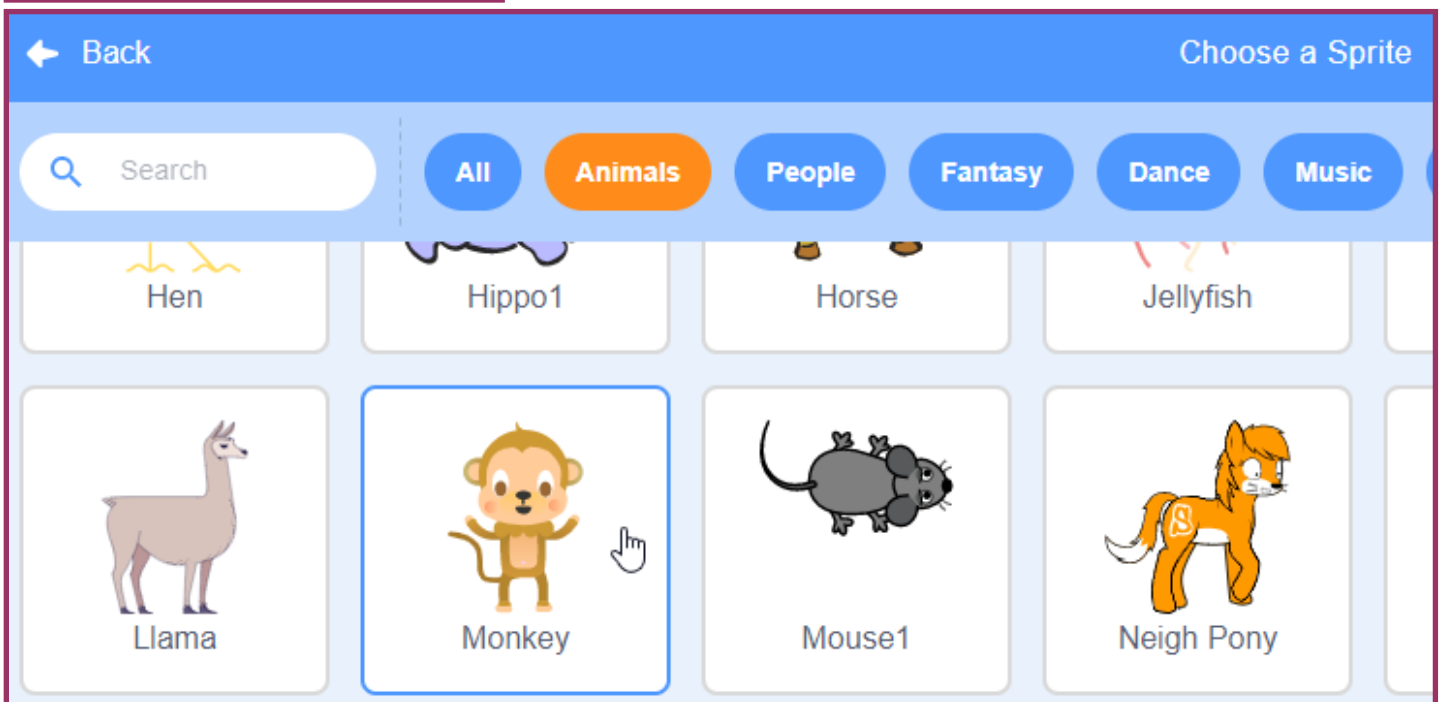 Back
Choose a Sprite
Search
All
Animals
People
Fantasy
Dance
Music
Hen
Hippo1
Horse
Jellyfish
Llama
Monkey
Mouse1
Neigh Pony
S